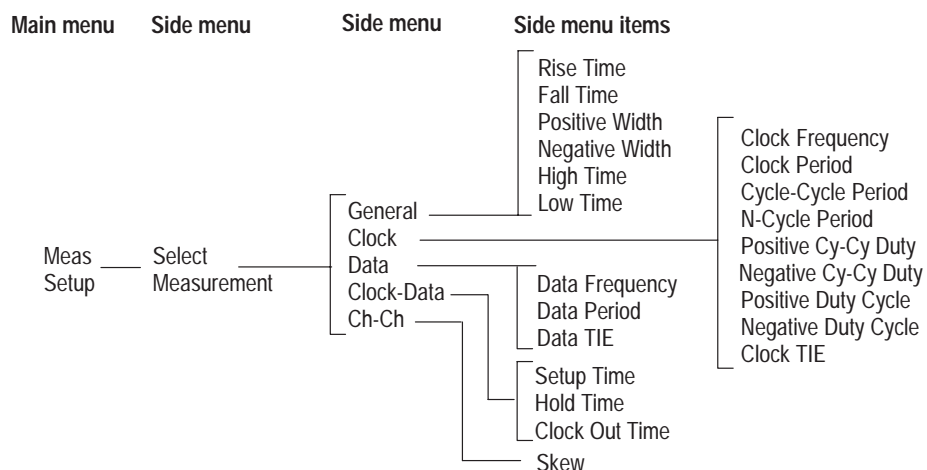 Main menu Side menu Side menu Side menu items
Rise Time
Fall Time
Positive Width
Negative Width
High Time
Low Time
Clock Frequency
Clock Period
Cycle-Cycle Period
N-Cycle Period
Positive Cy-Cy Duty
Negative Cy-Cy Duty
Positive Duty Cycle
Negative Duty Cycle
Clock TIE
General
Clock
Data
Clock-Data
Ch-Ch
Meas
Setup
Select
Measurement
Data Frequency
Data Period
Data TIE
Setup Time
Hold Time
Clock Out Time
Skew